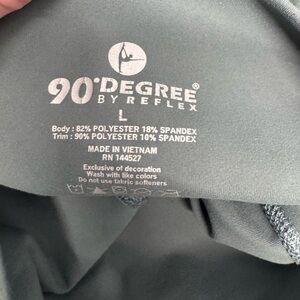 90°DEGREE®
BY REFLEX
L
Body : 82% POLYESTER 18% SPANDEX
Trim : 90% POLYESTER 10% SPANDEX
MADE IN VIETNAM
RN 144527
Exclusive of decoration
Wash with like colors
Do not use fabric softeners